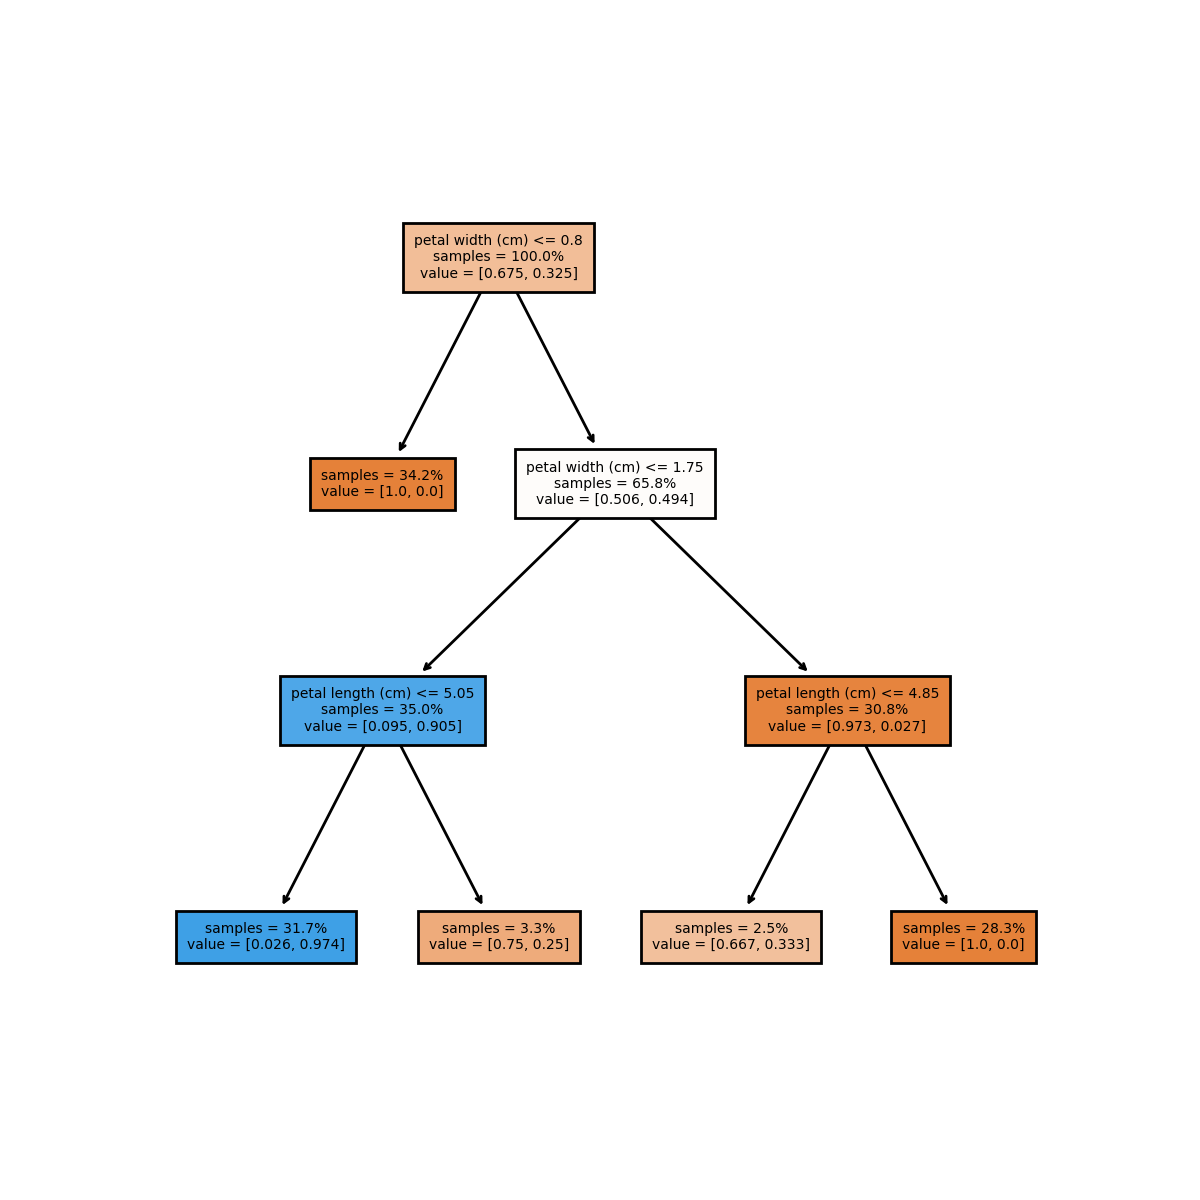 petal width (cm) <= 0.8
samples = 100.0%
value = [0.675, 0.325]
samples = 34.2%
value = [1.0, 0.0]
petal width (cm) <= 1.75
samples = 65.8%
value = [0.506, 0.494]
petal length (cm) <= 5.05
samples = 35.0%
value = [0.095, 0.905]
petal length (cm) <= 4.85
samples = 30.8%
value = [0.973, 0.027]
samples = 31.7%
value = [0.026, 0.974]
samples = 3.3%
value = [0.75, 0.25]
samples = 2.5%
value = [0.667, 0.333]
samples = 28.3%
value = [1.0, 0.0]